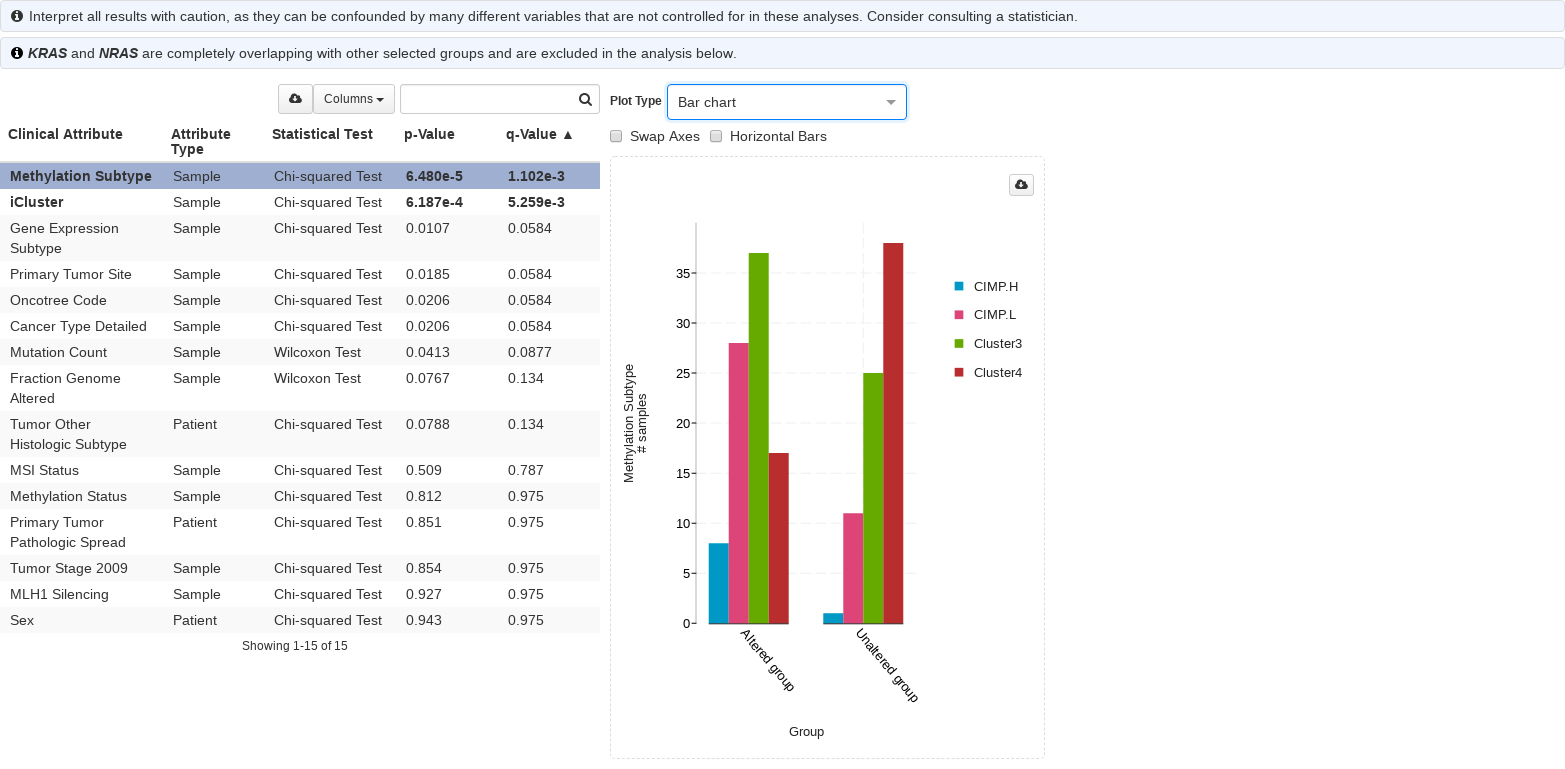 Interpret all results with caution, as they can be confounded by many different variables that are not controlled for in these analyses. Consider consulting a statistician.
KRAS and NRAS are completely overlapping with other selected groups and are excluded in the analysis below.
Columns
Clinical Attribute Attribute Type Statistical Test p-Value q-Value ▲
Methylation Subtype Sample Chi-squared Test 6.480e-5 1.102e-3
iCluster Sample Chi-squared Test 6.187e-4 5.259e-3
Gene Expression Subtype Sample Chi-squared Test 0.0107 0.0584
Primary Tumor Site Sample Chi-squared Test 0.0185 0.0584
Oncotree Code Sample Chi-squared Test 0.0206 0.0584
Cancer Type Detailed Sample Chi-squared Test 0.0206 0.0584
Mutation Count Sample Wilcoxon Test 0.0413 0.0877
Fraction Genome Altered Sample Wilcoxon Test 0.0767 0.134
Tumor Other Histologic Subtype Patient Chi-squared Test 0.0788 0.134
MSI Status Sample Chi-squared Test 0.509 0.787
Methylation Status Sample Chi-squared Test 0.812 0.975
Primary Tumor Pathologic Spread Patient Chi-squared Test 0.851 0.975
Tumor Stage 2009 Sample Chi-squared Test 0.854 0.975
MLH1 Silencing Sample Chi-squared Test 0.927 0.975
Sex Patient Chi-squared Test 0.943 0.975
Showing 1-15 of 15
Plot Type Bar chart
Swap Axes Horizontal Bars
Methylation Subtype
# samples
35
30
25
20
15
10
5
0
Altered group
Unaltered group
Group
CIMP.H
CIMP.L
Cluster3
Cluster4